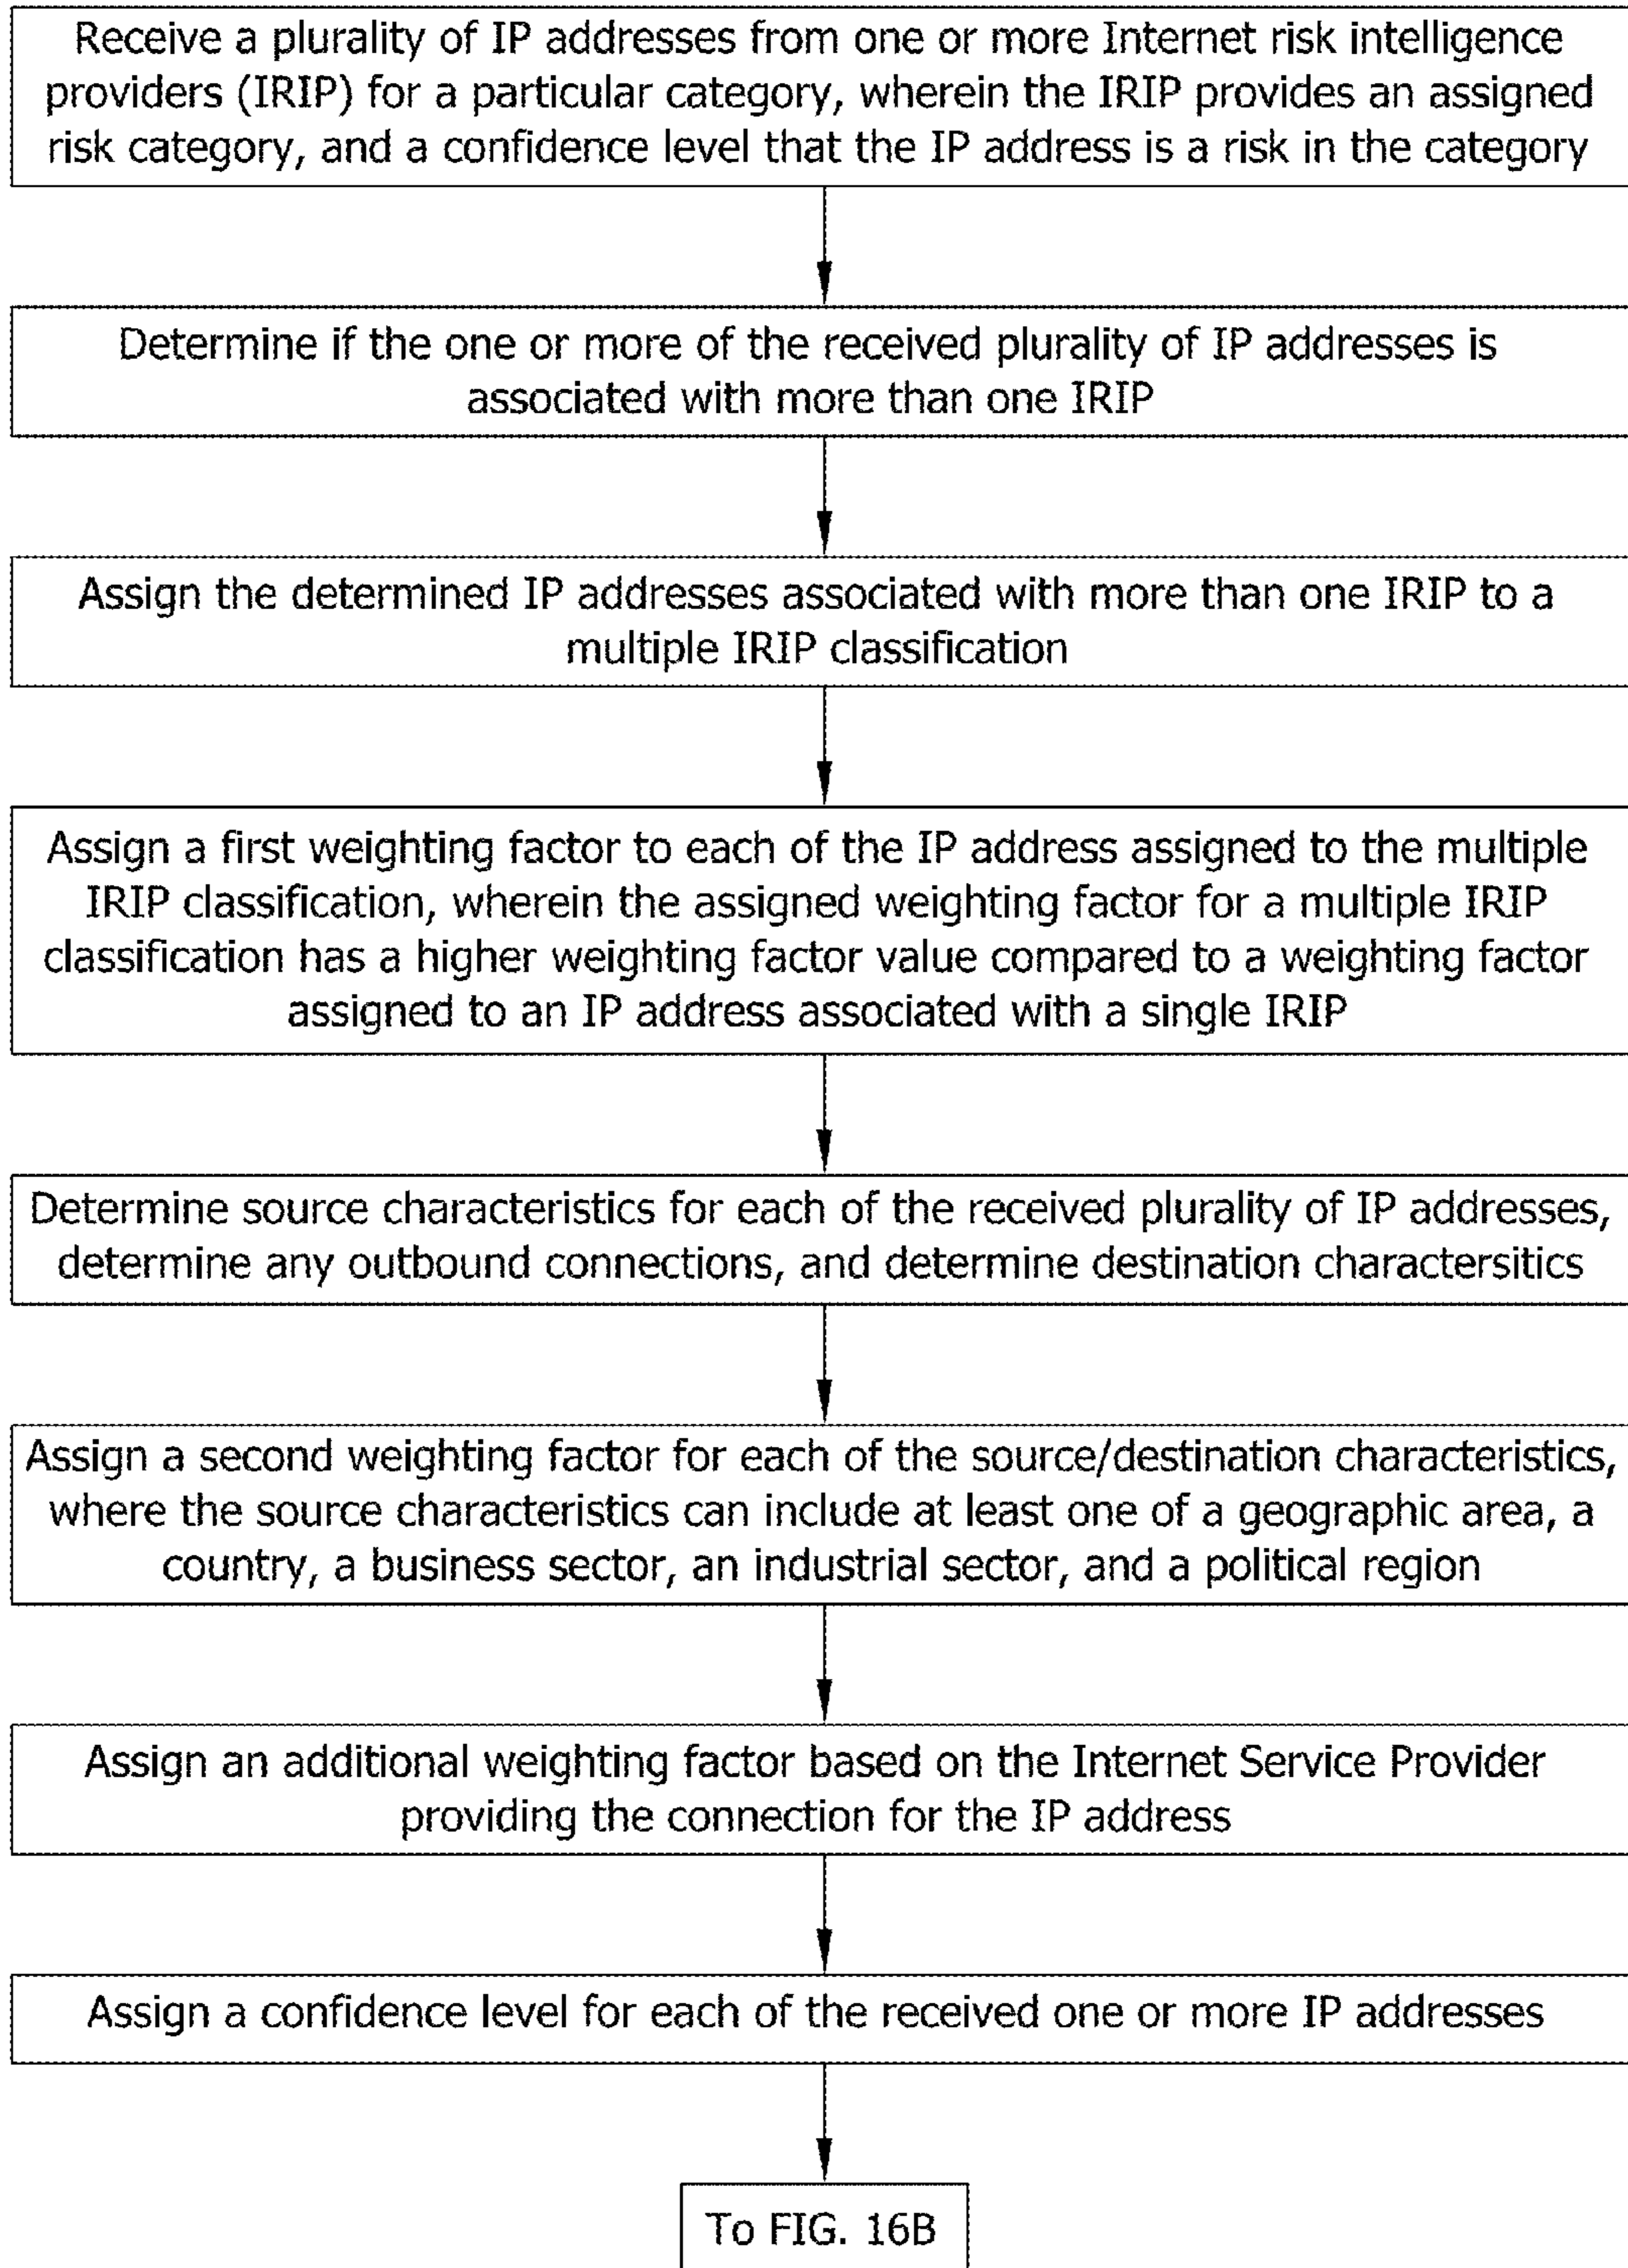 Receive a plurality of IP addresses from one or more Internet risk intelligence
providers (IRIP) for a particular category, wherein the IRIP provides an assigned
risk category, and a confidence level that the IP address is a risk in the category
Determine if the one or more of the received plurality of IP addresses is
associated with more than one IRIP
Assign the determined IP addresses associated with more than one IRIP to a
multiple IRIP classification
Assign a first weighting factor to each of the IP address assigned to the multiple
IRIP classification, wherein the assigned weighting factor for a multiple IRIP
classification has a higher weighting factor value compared to a weighting factor
assigned to an IP address associated with a single IRIP
Determine source characteristics for each of the received plurality of IP addresses,
determine any outbound connections, and determine destination charactersitics
Assign a second weighting factor for each of the source/destination characteristics,
where the source characteristics can include at least one of a geographic area, a
country, a business sector, an industrial sector, and a political region
Assign an additional weighting factor based on the Internet Service Provider
providing the connection for the IP address
Assign a confidence level for each of the received one or more IP addresses
To FIG. 16B